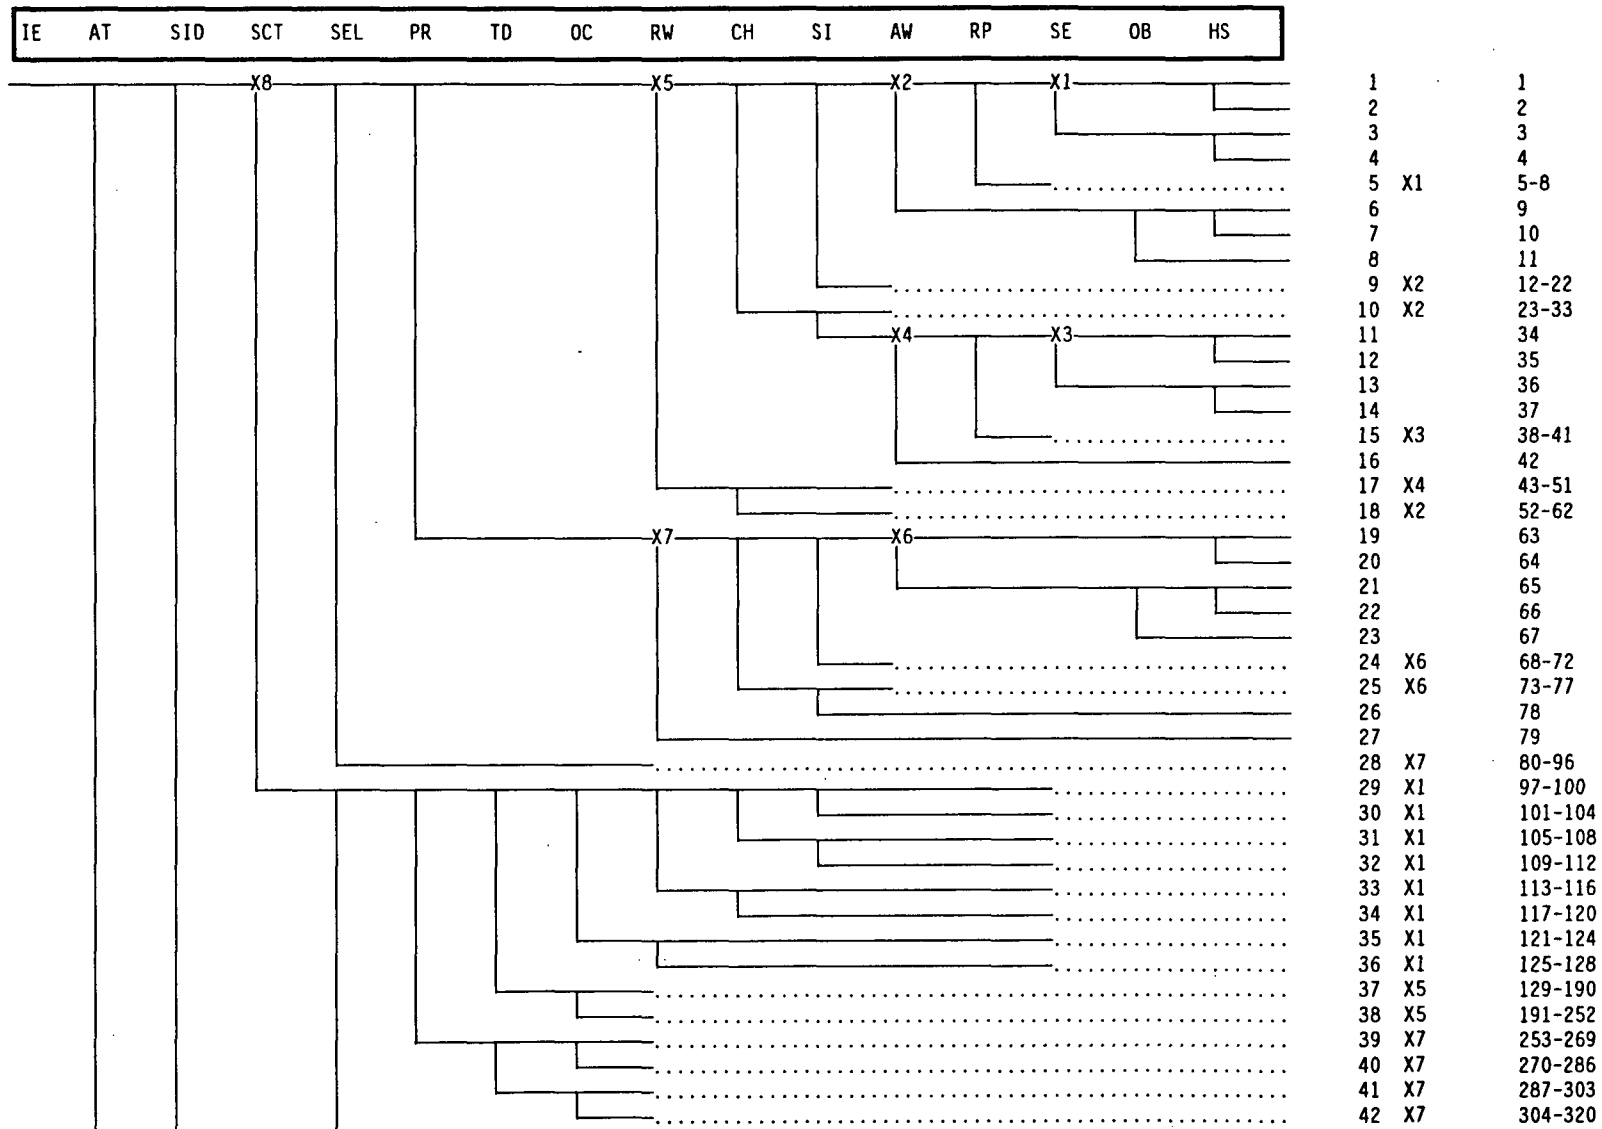 IE AT SID SCT SEL PR TD OC RW CH SI AW RP SE OB HS
X8 X5 X2 X1 1 1
2 2
3 3
4 4
5 X1 5-8
6 9
7 10
8 11
9 X2 12-22
10 X2 23-33
X4 X3 11 34
12 35
13 36
14 37
15 X3 38-41
16 42
17 X4 43-51
18 X2 52-62
X7 X6 19 63
20 64
21 65
22 66
23 67
24 X6 68-72
25 X6 73-77
26 78
27 79
28 X7 80-96
29 X1 97-100
30 X1 101-104
31 X1 105-108
32 X1 109-112
33 X1 113-116
34 X1 117-120
35 X1 121-124
36 X1 125-128
37 X5 129-190
38 X5 191-252
39 X7 253-269
40 X7 270-286
41 X7 287-303
42 X7 304-320